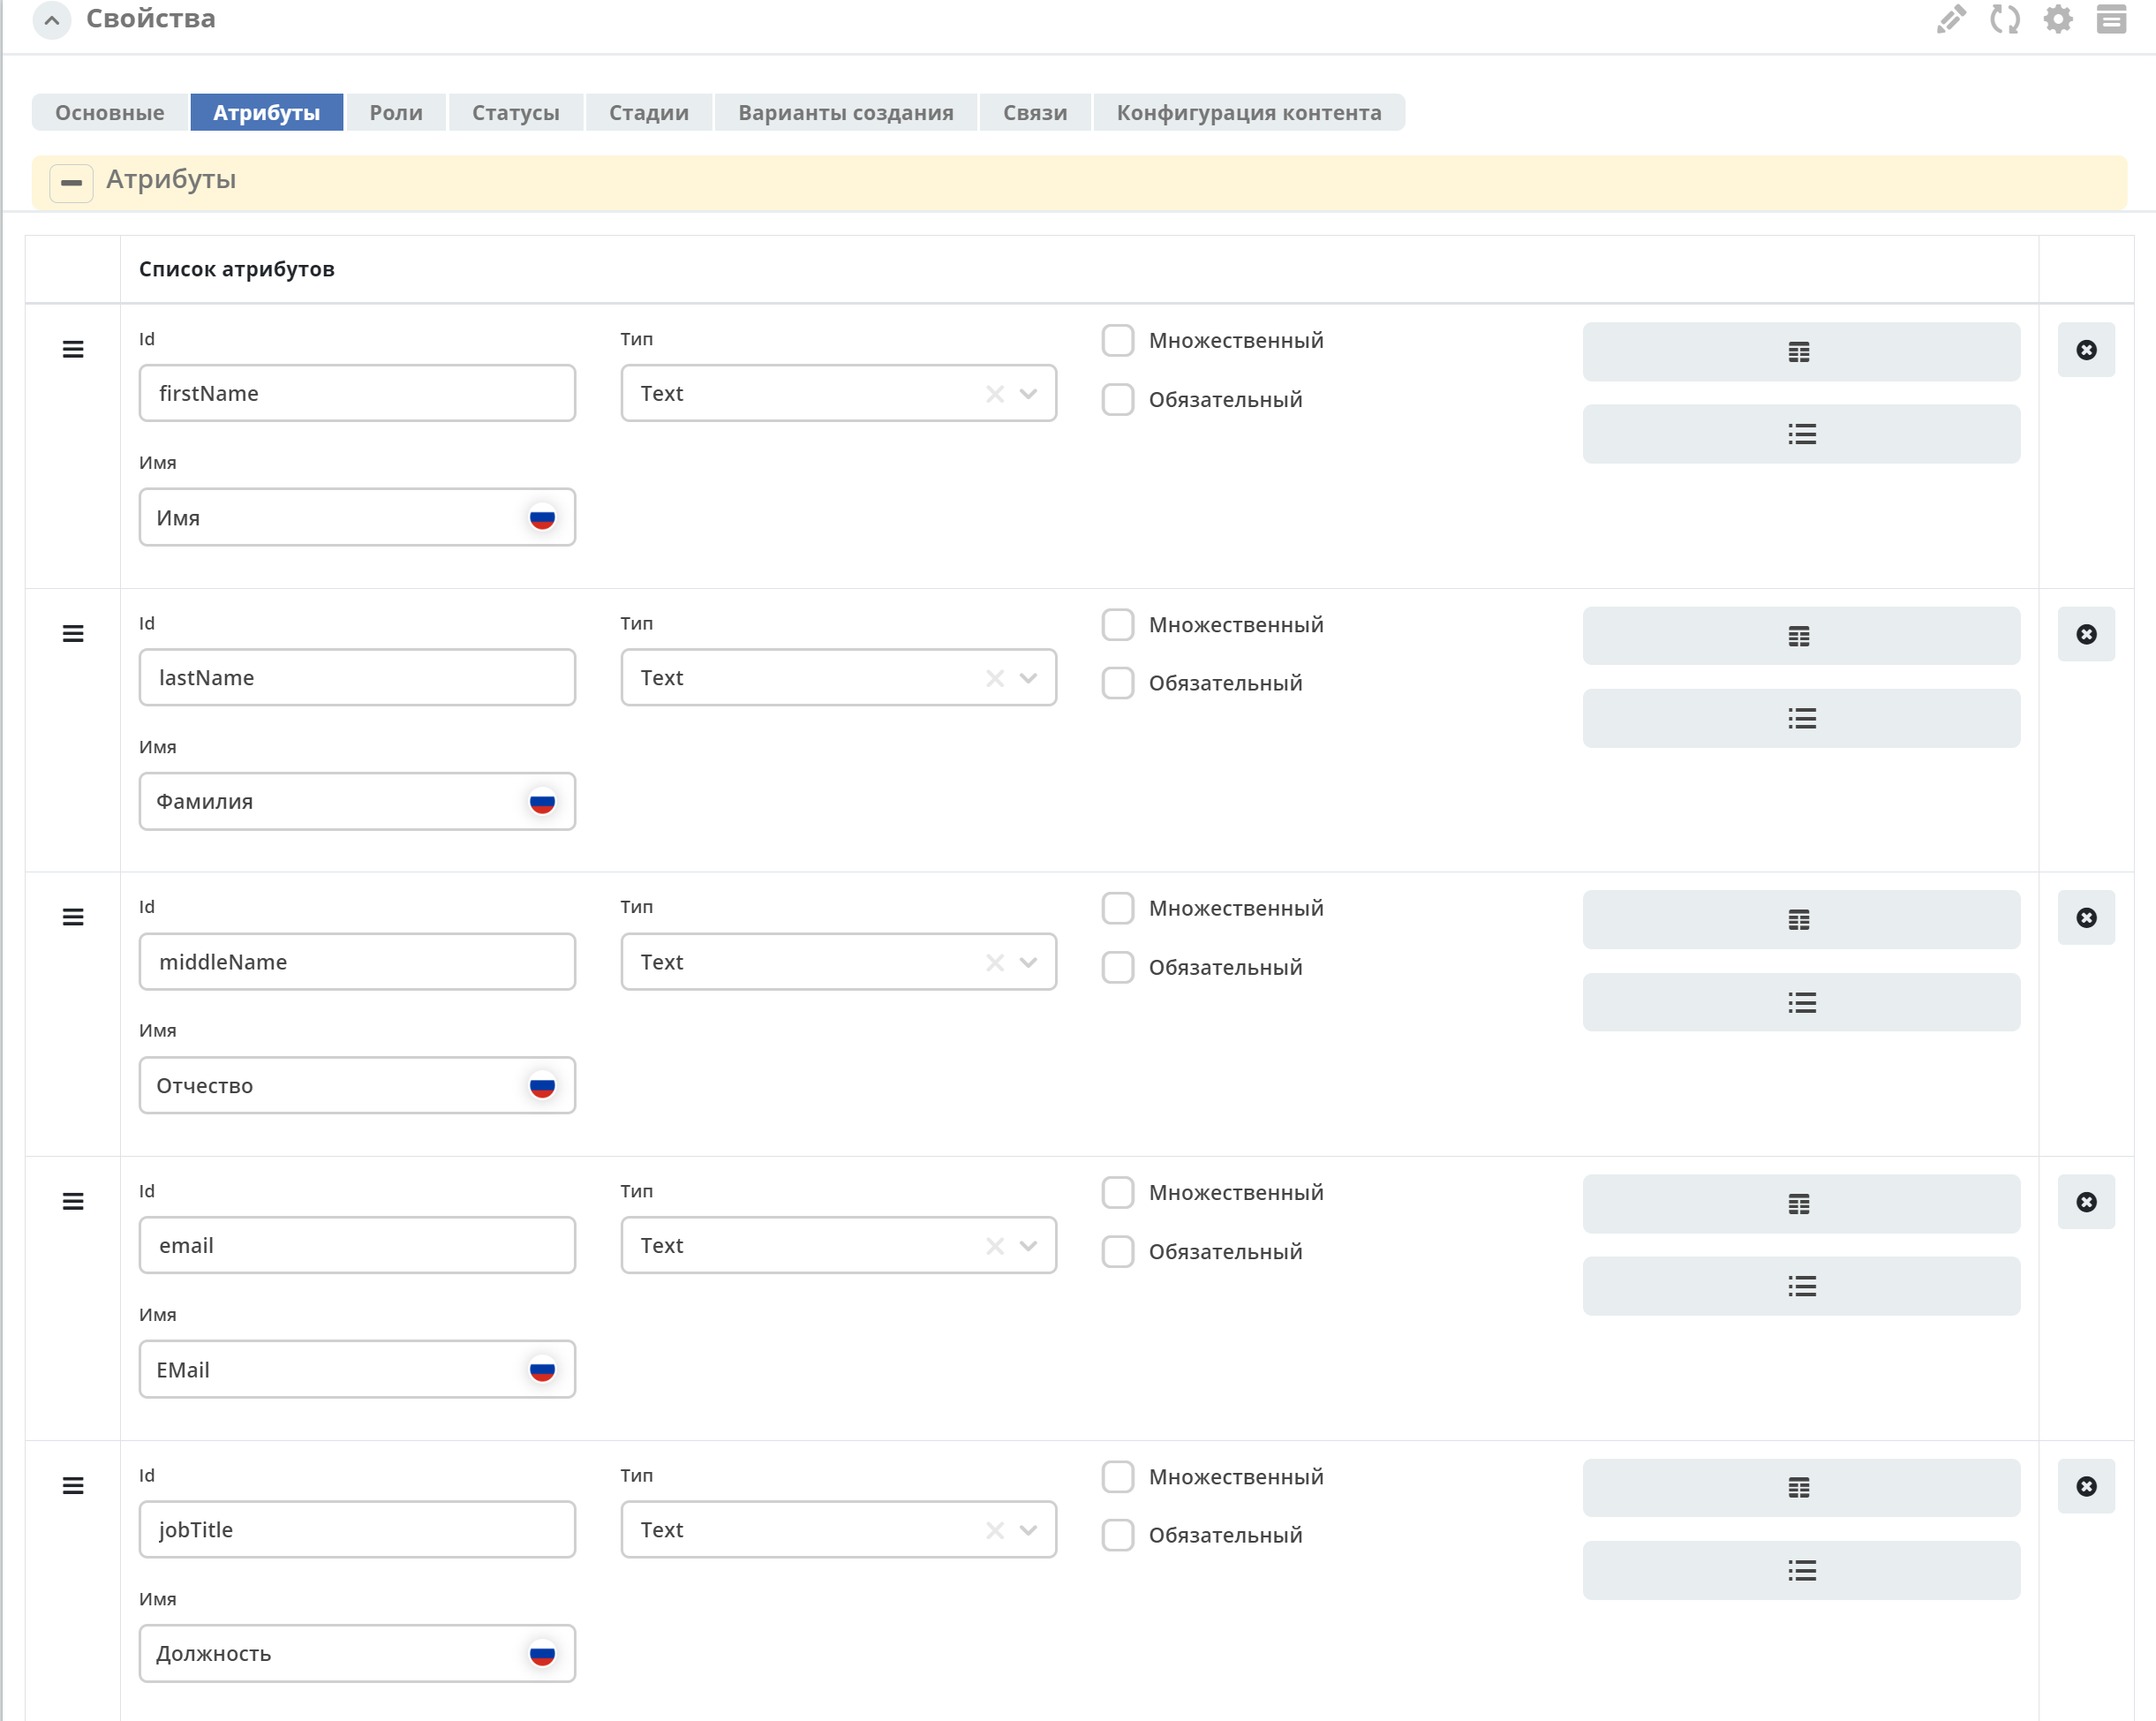 Свойства
Основные Атрибуты Роли Статусы Стадии Варианты создания Связи Конфигурация контента
Атрибуты
Список атрибутов
Id Тип Множественный
firstName Text Обязательный
Имя
Имя
Id Тип Множественный
lastName Text Обязательный
Имя
Фамилия
Id Тип Множественный
middleName Text Обязательный
Имя
Отчество
Id Тип Множественный
email Text Обязательный
Имя
EMail
Id Тип Множественный
jobTitle Text Обязательный
Имя
Должность